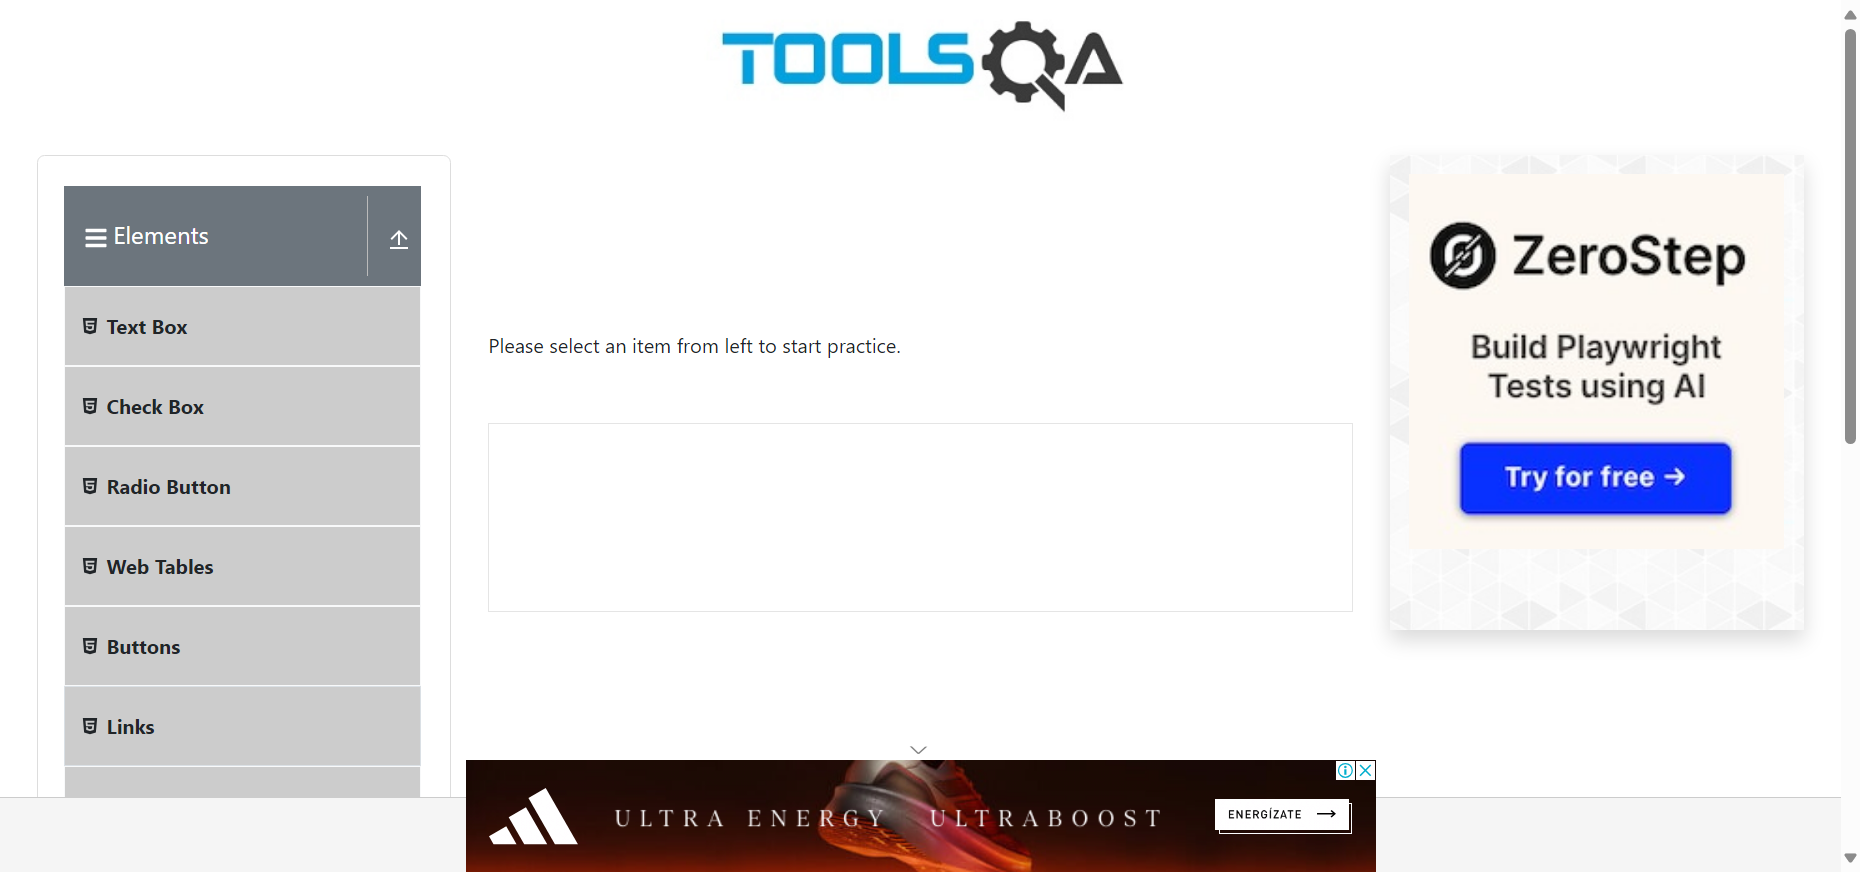 TOOLSQA
Elements
Text Box
Check Box
Radio Button
Web Tables
Buttons
Links
Please select an item from left to start practice.
ZeroStep
Build Playwright
Tests using AI
Try for free →
ULTRA ENERGY ULTRABOOST
ENERGÍZATE →